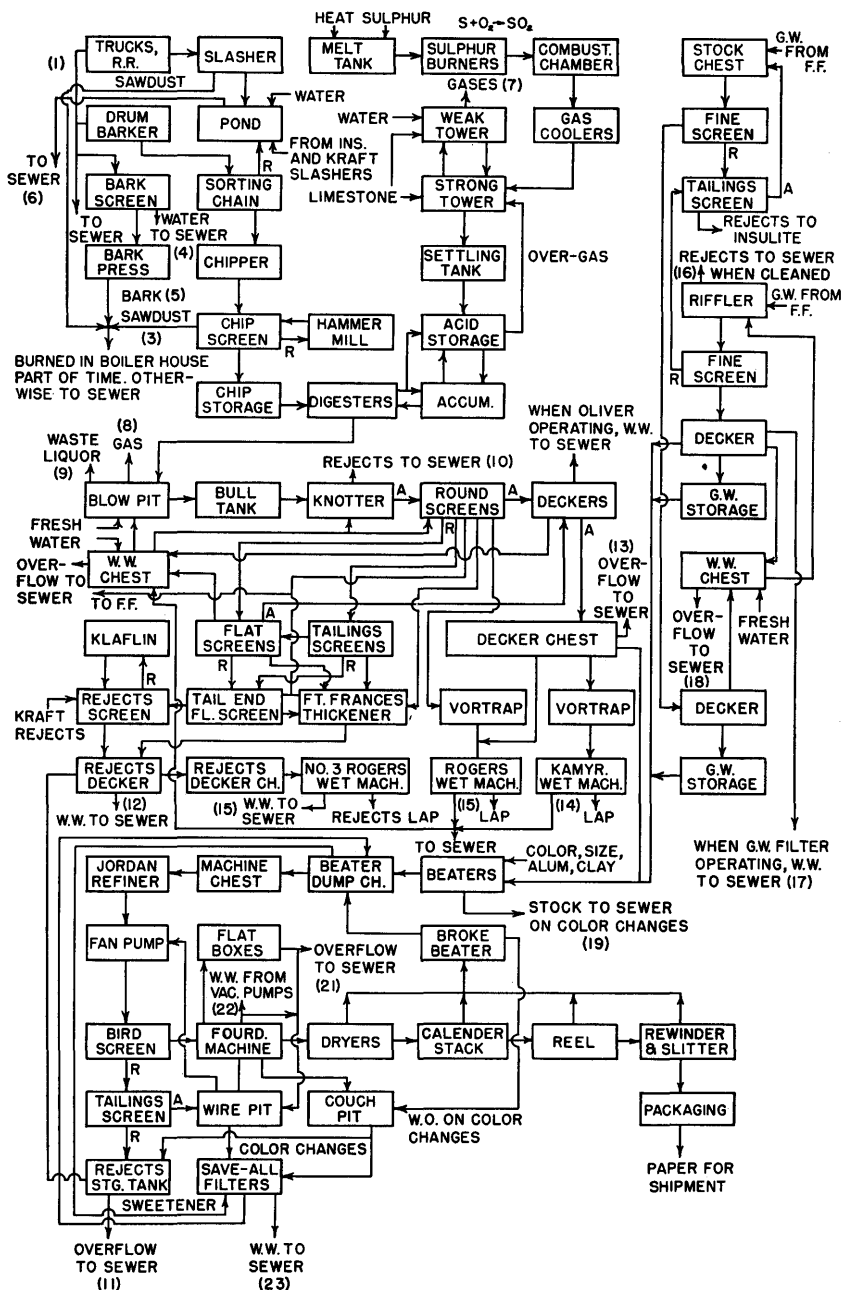 HEAT SULPHUR
S+O₂→SO₂
(1)
TRUCKS,
R.R.
SLASHER
MELT
TANK
SULPHUR
BURNERS
COMBUST.
CHAMBER
STOCK
CHEST
G.W.
FROM
F.F.
SAWDUST
GASES (7)
WATER
DRUM
BARKER
POND
WATER
WEAK
TOWER
GAS
COOLERS
FINE
SCREEN
FROM INS.
AND KRAFT
SLASHERS
TO
SEWER
(6)
R
R
BARK
SCREEN
SORTING
CHAIN
LIMESTONE
STRONG
TOWER
TAILINGS
SCREEN
A
TO
SEWER
WATER
TO SEWER
(4)
REJECTS TO
INSULITE
BARK
PRESS
CHIPPER
SETTLING
TANK
OVER-GAS
REJECTS TO SEWER
(16) WHEN CLEANED
BARK (5)
RIFFLER
G.W. FROM
F.F.
SAWDUST
(3)
CHIP
SCREEN
R
HAMMER
MILL
ACID
STORAGE
BURNED IN BOILER HOUSE
PART OF TIME. OTHER-
WISE TO SEWER
R
FINE
SCREEN
CHIP
STORAGE
DIGESTERS
ACCUM.
WASTE
LIQUOR
(9)
(8)
GAS
REJECTS TO SEWER (10)
WHEN OLIVER
OPERATING, W.W.
TO SEWER
DECKER
BLOW PIT
BULL
TANK
KNOTTER
A
ROUND
SCREENS
A
DECKERS
G.W.
STORAGE
R
A
FRESH
WATER
OVER-
FLOW TO
SEWER
W.W.
CHEST
(13)
OVER-
FLOW
TO
SEWER
W.W.
CHEST
TO F.F.
A
OVER-
FLOW
TO
SEWER
(18)
FRESH
WATER
KLAFLIN
FLAT
SCREENS
TAILINGS
SCREENS
DECKER CHEST
R
R
R
KRAFT
REJECTS
REJECTS
SCREEN
TAIL END
FL. SCREEN
FT. FRANCES
THICKENER
VORTRAP
VORTRAP
DECKER
REJECTS
DECKER
REJECTS
DECKER CH.
NO. 3 ROGERS
WET MACH.
ROGERS
WET MACH.
KAMYR.
WET MACH.
G.W.
STORAGE
(12)
W.W. TO SEWER
(15) W.W. TO
SEWER
REJECTS LAP
(15)
LAP
(14)
LAP
TO SEWER
WHEN G.W. FILTER
OPERATING, W.W.
TO SEWER (17)
JORDAN
REFINER
MACHINE
CHEST
BEATER
DUMP CH.
BEATERS
COLOR, SIZE,
ALUM, CLAY
STOCK TO SEWER
ON COLOR CHANGES
(19)
FAN PUMP
FLAT
BOXES
OVERFLOW
TO SEWER
(21)
BROKE
BEATER
W.W. FROM
VAC. PUMPS
(22)
BIRD
SCREEN
FOURD.
MACHINE
DRYERS
CALENDER
STACK
REEL
REWINDER
& SLITTER
R
TAILINGS
SCREEN
A
WIRE PIT
COUCH
PIT
W.O. ON COLOR
CHANGES
PACKAGING
R
COLOR CHANGES
REJECTS
STG. TANK
SAVE-ALL
FILTERS
PAPER FOR
SHIPMENT
SWEETENER
OVERFLOW
TO SEWER
(11)
W.W. TO
SEWER
(23)